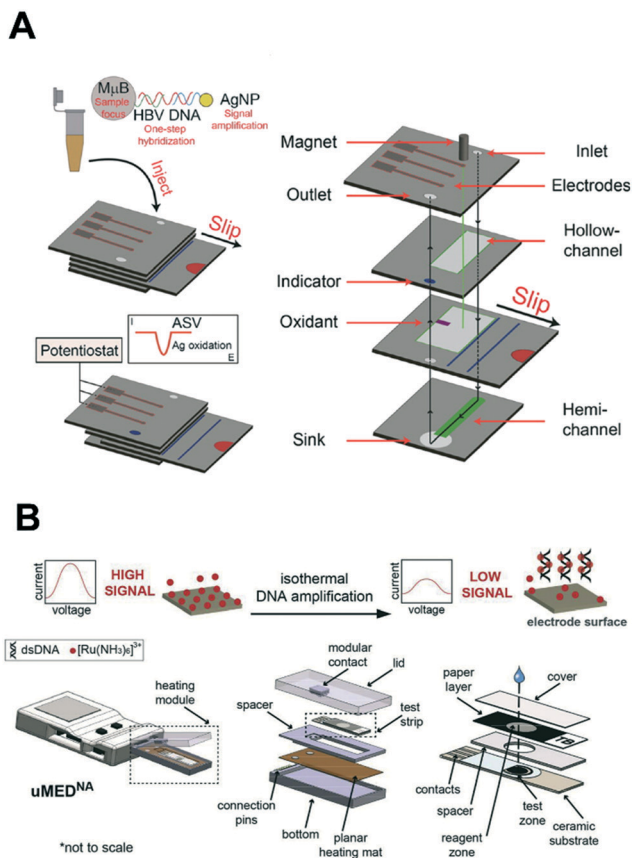 A
MµB
Sample
focus
HBV DNA
One-step
hybridization
AgNP
Signal
amplification
Inject
Slip
Potentiostat
I
ASV
Ag oxidation
E
Magnet
Inlet
Outlet
Electrodes
Hollow-
channel
Indicator
Oxidant
Slip
Hemi-
channel
Sink
B
current
voltage
HIGH
SIGNAL
isothermal
DNA amplification
current
voltage
LOW
SIGNAL
electrode surface
dsDNA
[Ru(NH₃)₆]³⁺
heating
module
uMEDᴺᴬ
*not to scale
modular
contact
lid
spacer
test
strip
connection
pins
bottom
planar
heating mat
paper
layer
cover
contacts
spacer
reagent
zone
test
zone
ceramic
substrate